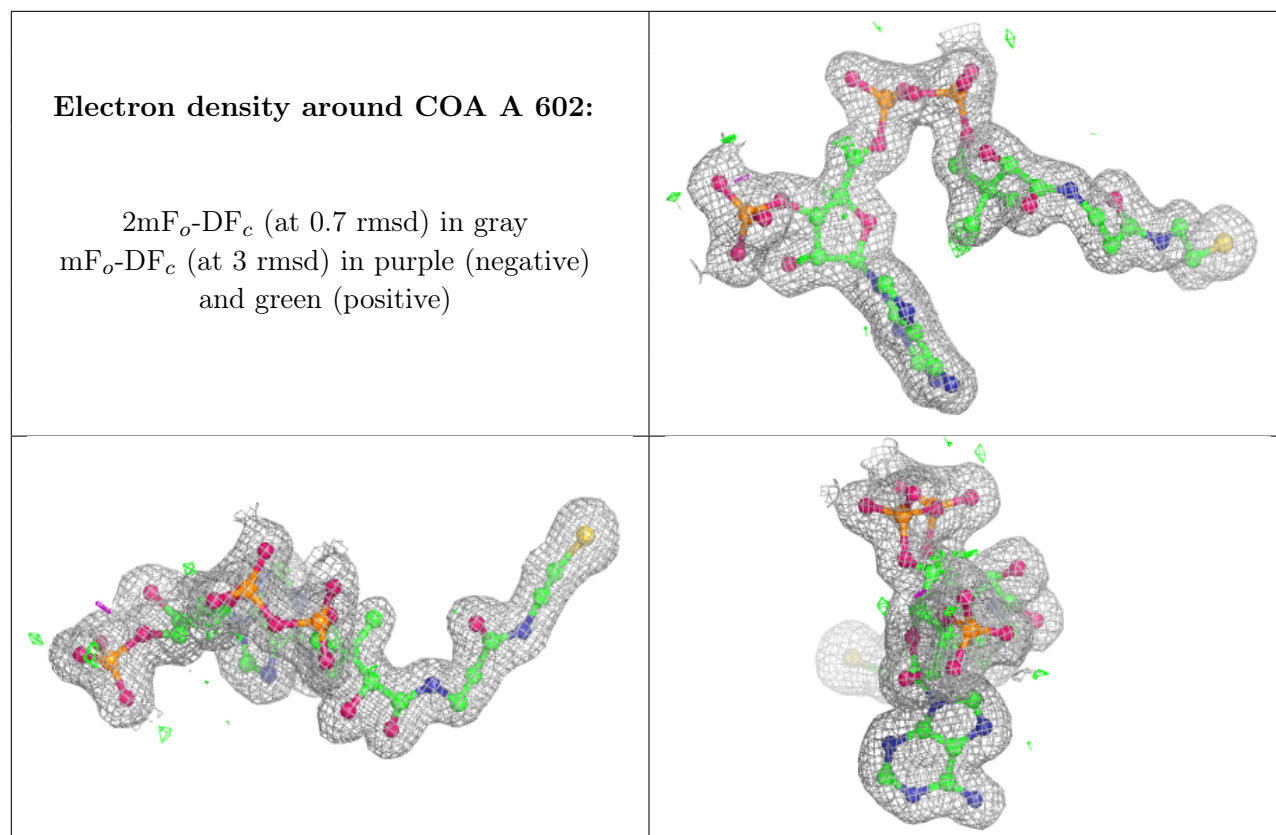 Electron density around COA A 602:
2mFo-DFc (at 0.7 rmsd) in gray
mFo-DFc (at 3 rmsd) in purple (negative)
and green (positive)